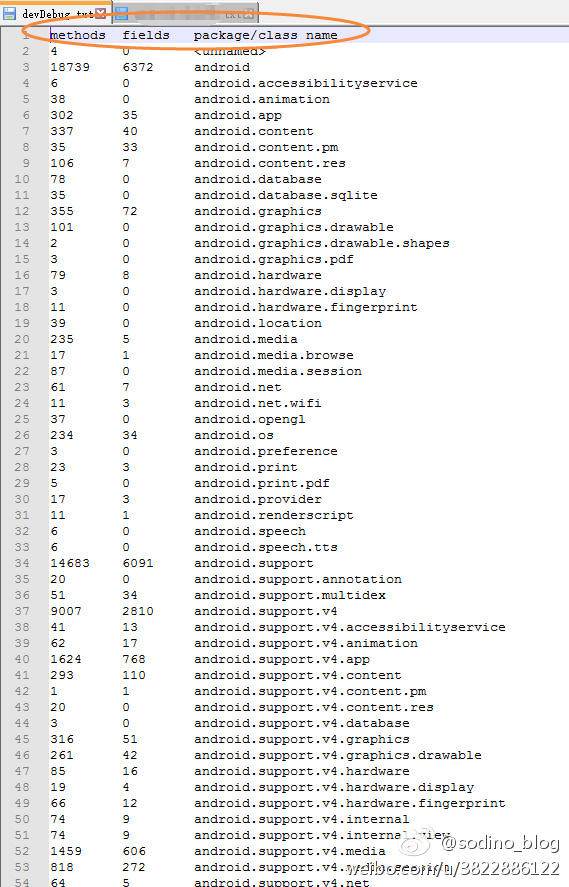 devDebug.txt txt
1 methods fields package/class name
2 4 0 <unnamed>
3 18739 6372 android
4 6 0 android.accessibilityservice
5 38 0 android.animation
6 302 35 android.app
7 337 40 android.content
8 35 33 android.content.pm
9 106 7 android.content.res
10 78 0 android.database
11 35 0 android.database.sqlite
12 355 72 android.graphics
13 101 0 android.graphics.drawable
14 2 0 android.graphics.drawable.shapes
15 3 0 android.graphics.pdf
16 79 8 android.hardware
17 3 0 android.hardware.display
18 11 0 android.hardware.fingerprint
19 39 0 android.location
20 235 5 android.media
21 17 1 android.media.browse
22 87 0 android.media.session
23 61 7 android.net
24 11 3 android.net.wifi
25 37 0 android.opengl
26 234 34 android.os
27 3 0 android.preference
28 23 3 android.print
29 5 0 android.print.pdf
30 17 3 android.provider
31 11 1 android.renderscript
32 6 0 android.speech
33 6 0 android.speech.tts
34 14683 6091 android.support
35 20 0 android.support.annotation
36 51 34 android.support.multidex
37 9007 2810 android.support.v4
38 41 13 android.support.v4.accessibilityservice
39 62 17 android.support.v4.animation
40 1624 768 android.support.v4.app
41 293 110 android.support.v4.content
42 1 1 android.support.v4.content.pm
43 20 0 android.support.v4.content.res
44 3 0 android.support.v4.database
45 316 51 android.support.v4.graphics
46 261 42 android.support.v4.graphics.drawable
47 85 16 android.support.v4.hardware
48 19 4 android.support.v4.hardware.display
49 66 12 android.support.v4.hardware.fingerprint
50 74 9 android.support.v4.internal
51 74 9 android.support.v4.internal.view
52 1459 606 android.support.v4.media
53 818 272 android.support.v4.media.session
54 64 5 android.support.v4.net
@sodino_blog
weibo.com/u/3822886122